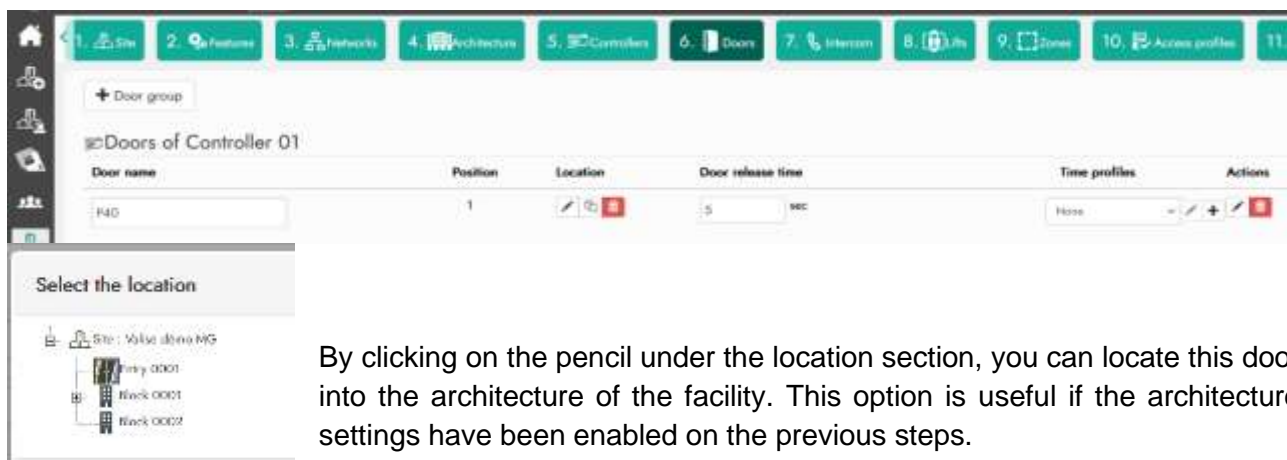 1. Site 2. Features 3. Networks 4. Architecture 5. Controllers 6. Doors 7. Intercom 8. Lifts 9. Zones 10. Access profiles 11.
+ Door group
Doors of Controller 01
Door name Position Location Door release time Time profiles Actions
P40 1 5 sec None
Select the location
Site : Valise démo MG
Entry 0001
Block 0001
Block 0002
By clicking on the pencil under the location section, you can locate this doo
into the architecture of the facility. This option is useful if the architecture
settings have been enabled on the previous steps.